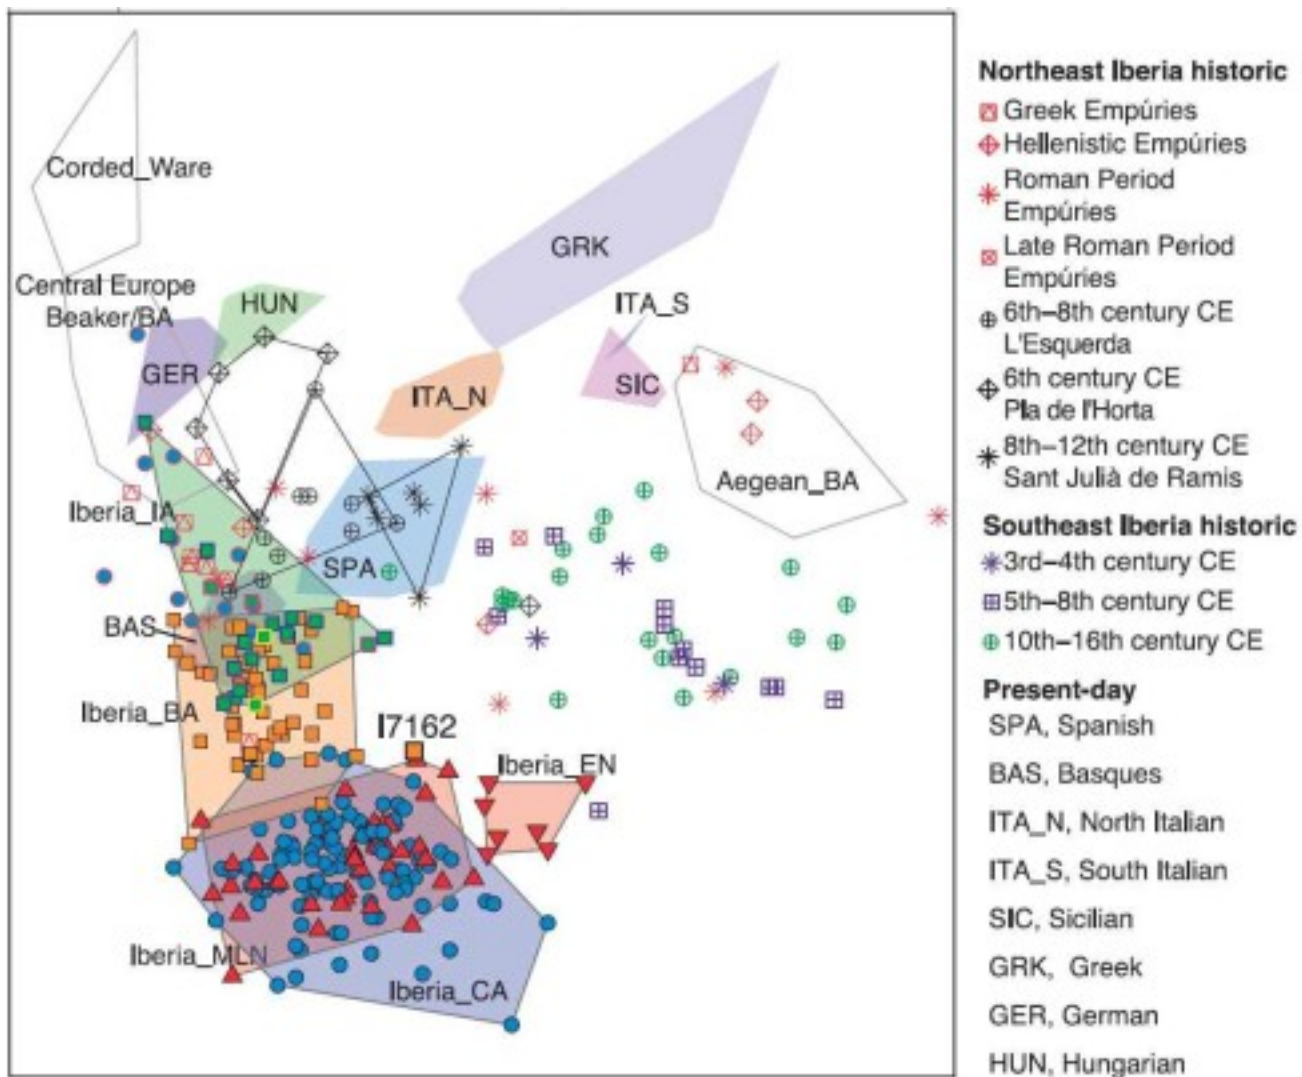 Corded_Ware
GRK
Central Europe
Beaker/BA
HUN
ITA_S
GER
ITA_N
SIC
Aegean_BA
Iberia_IA
SPA
BAS
Iberia_BA
I7162
Iberia_EN
Iberia_MLN
Iberia_CA
Northeast Iberia historic
Greek Empúries
Hellenistic Empúries
Roman Period
Empúries
Late Roman Period
Empúries
6th–8th century CE
L'Esquerda
6th century CE
Pla de l'Horta
8th–12th century CE
Sant Julià de Ramis
Southeast Iberia historic
3rd–4th century CE
5th–8th century CE
10th–16th century CE
Present-day
SPA, Spanish
BAS, Basques
ITA_N, North Italian
ITA_S, South Italian
SIC, Sicilian
GRK, Greek
GER, German
HUN, Hungarian